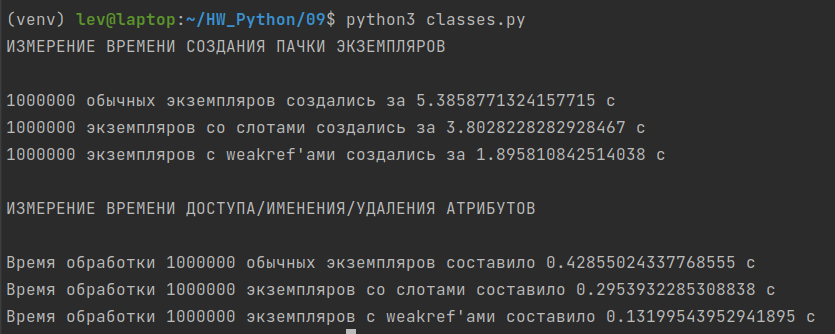 (venv) lev@laptop:~/HW_Python/09$ python3 classes.py
ИЗМЕРЕНИЕ ВРЕМЕНИ СОЗДАНИЯ ПАЧКИ ЭКЗЕМПЛЯРОВ
1000000 обычных экземпляров создались за 5.3858771324157715 с
1000000 экземпляров со слотами создались за 3.8028228282928467 с
1000000 экземпляров с weakref'ами создались за 1.895810842514038 с
ИЗМЕРЕНИЕ ВРЕМЕНИ ДОСТУПА/ИМЕНЕНИЯ/УДАЛЕНИЯ АТРИБУТОВ
Время обработки 1000000 обычных экземпляров составило 0.42855024337768555 с
Время обработки 1000000 экземпляров со слотами составило 0.2953932285308838 с
Время обработки 1000000 экземпляров с weakref'ами составило 0.13199543952941895 с